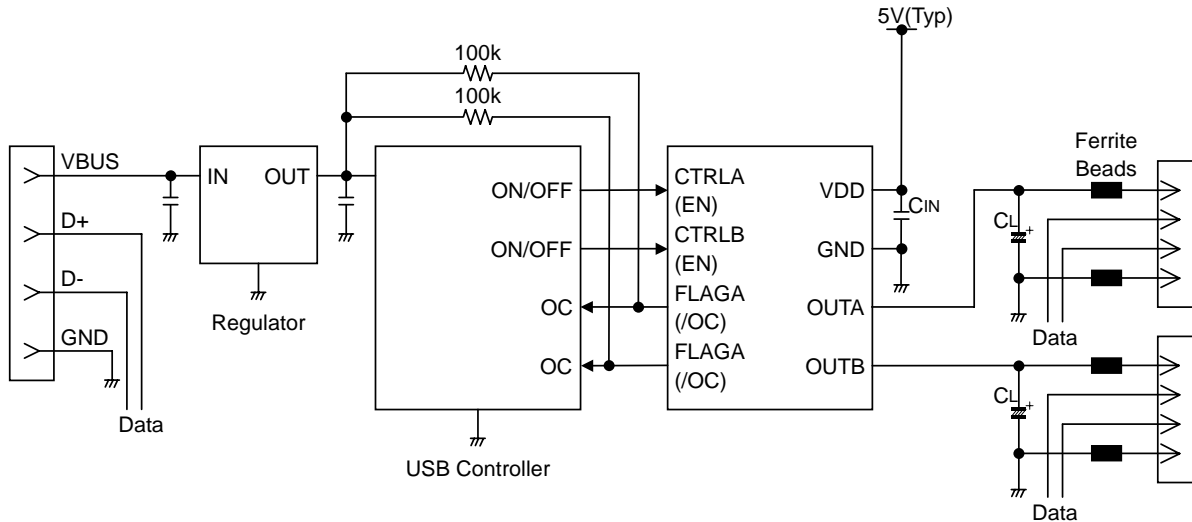 5V(Typ)
100k
100k
Ferrite
Beads
VBUS
IN
OUT
ON/OFF
CTRLA
(EN)
VDD
CIN
D+
CL
+
ON/OFF
CTRLB
(EN)
GND
D-
OC
FLAGA
(/OC)
OUTA
Regulator
Data
GND
OC
FLAGA
(/OC)
OUTB
CL
+
Data
USB Controller
Data